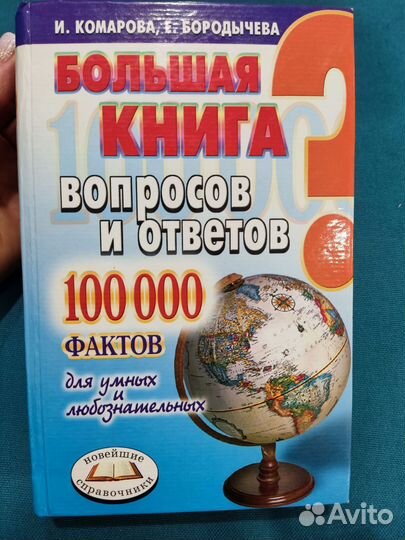 И. КОМАРОВА, Е. БОРОДЫЧЕВА
БОЛЬШАЯ
КНИГА
ВОПРОСОВ
И ОТВЕТОВ
?
100 000
ФАКТОВ
для умных
и
любознательных
новейшие
справочники
Avito